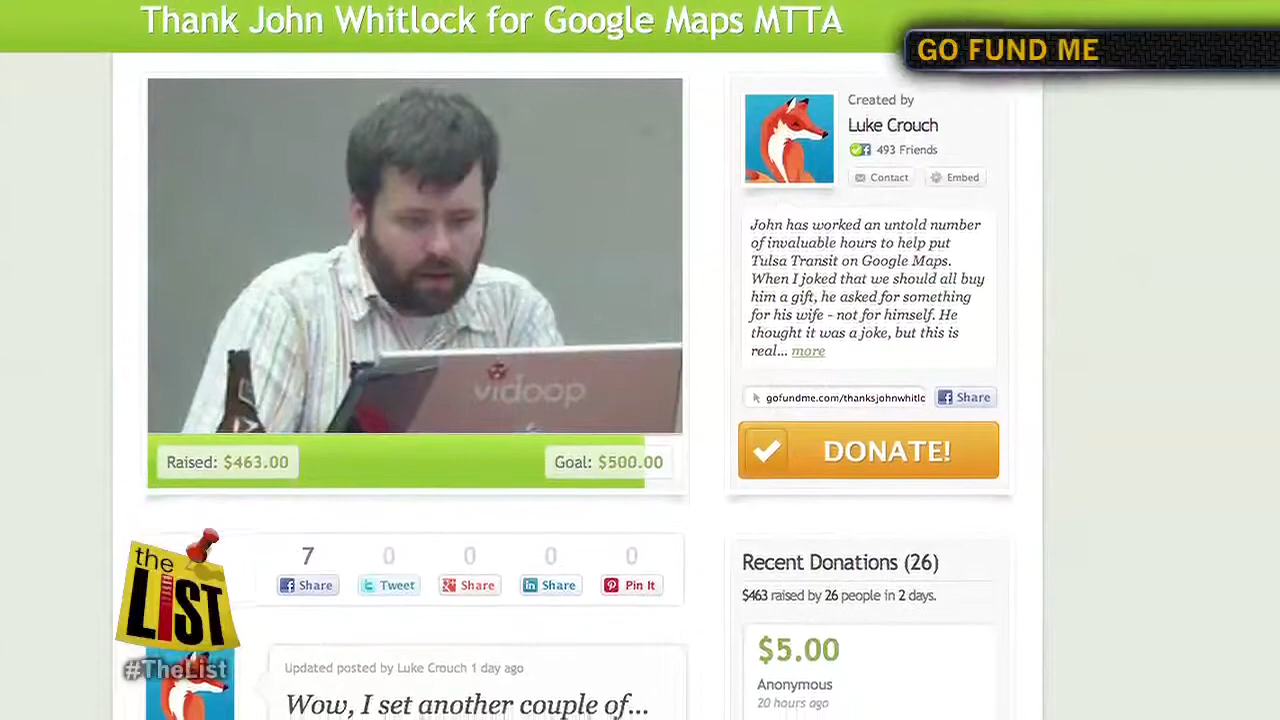 Thank John Whitlock for Google Maps MTTA
GO FUND ME
Created by
Luke Crouch
493 Friends
Contact
Embed
John has worked an untold number
of invaluable hours to help put
Tulsa Transit on Google Maps.
When I joked that we should all buy
him a gift, he asked for something
for his wife - not for himself. He
thought it was a joke, but this is
real... more
vidoop
gofundme.com/thanksjohnwhitlc
Share
DONATE!
Raised: $463.00
Goal: $500.00
7
0
0
0
0
Share
Tweet
Share
Share
Pin It
the
LIST
#TheList
Recent Donations (26)
$463 raised by 26 people in 2 days.
$5.00
Anonymous
20 hours ago
Updated posted by Luke Crouch 1 day ago
Wow, I set another couple of...